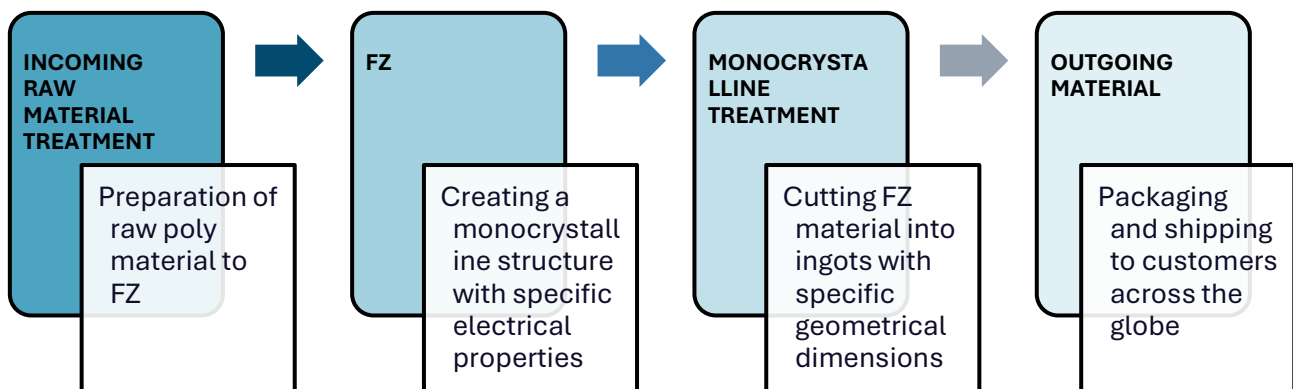 INCOMING
RAW
MATERIAL
TREATMENT
Preparation of
raw poly
material to
FZ
FZ
Creating a
monocrystall
ine structure
with specific
electrical
properties
MONOCRYSTA
LLINE
TREATMENT
Cutting FZ
material into
ingots with
specific
geometrical
dimensions
OUTGOING
MATERIAL
Packaging
and shipping
to customers
across the
globe